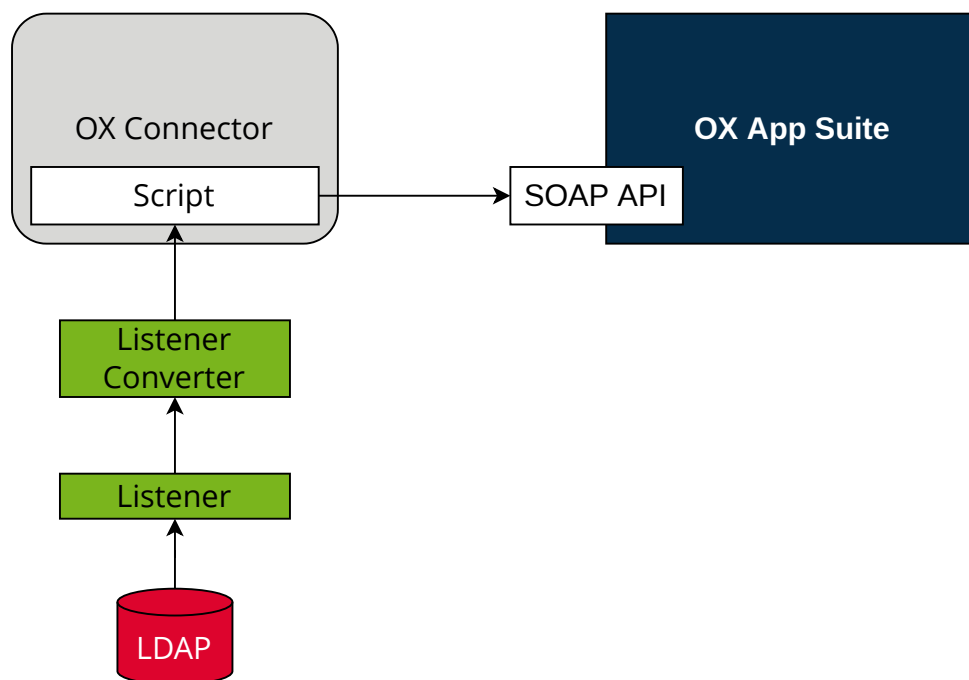 OX Connector
OX App Suite
Script
SOAP API
Listener
Converter
Listener
LDAP